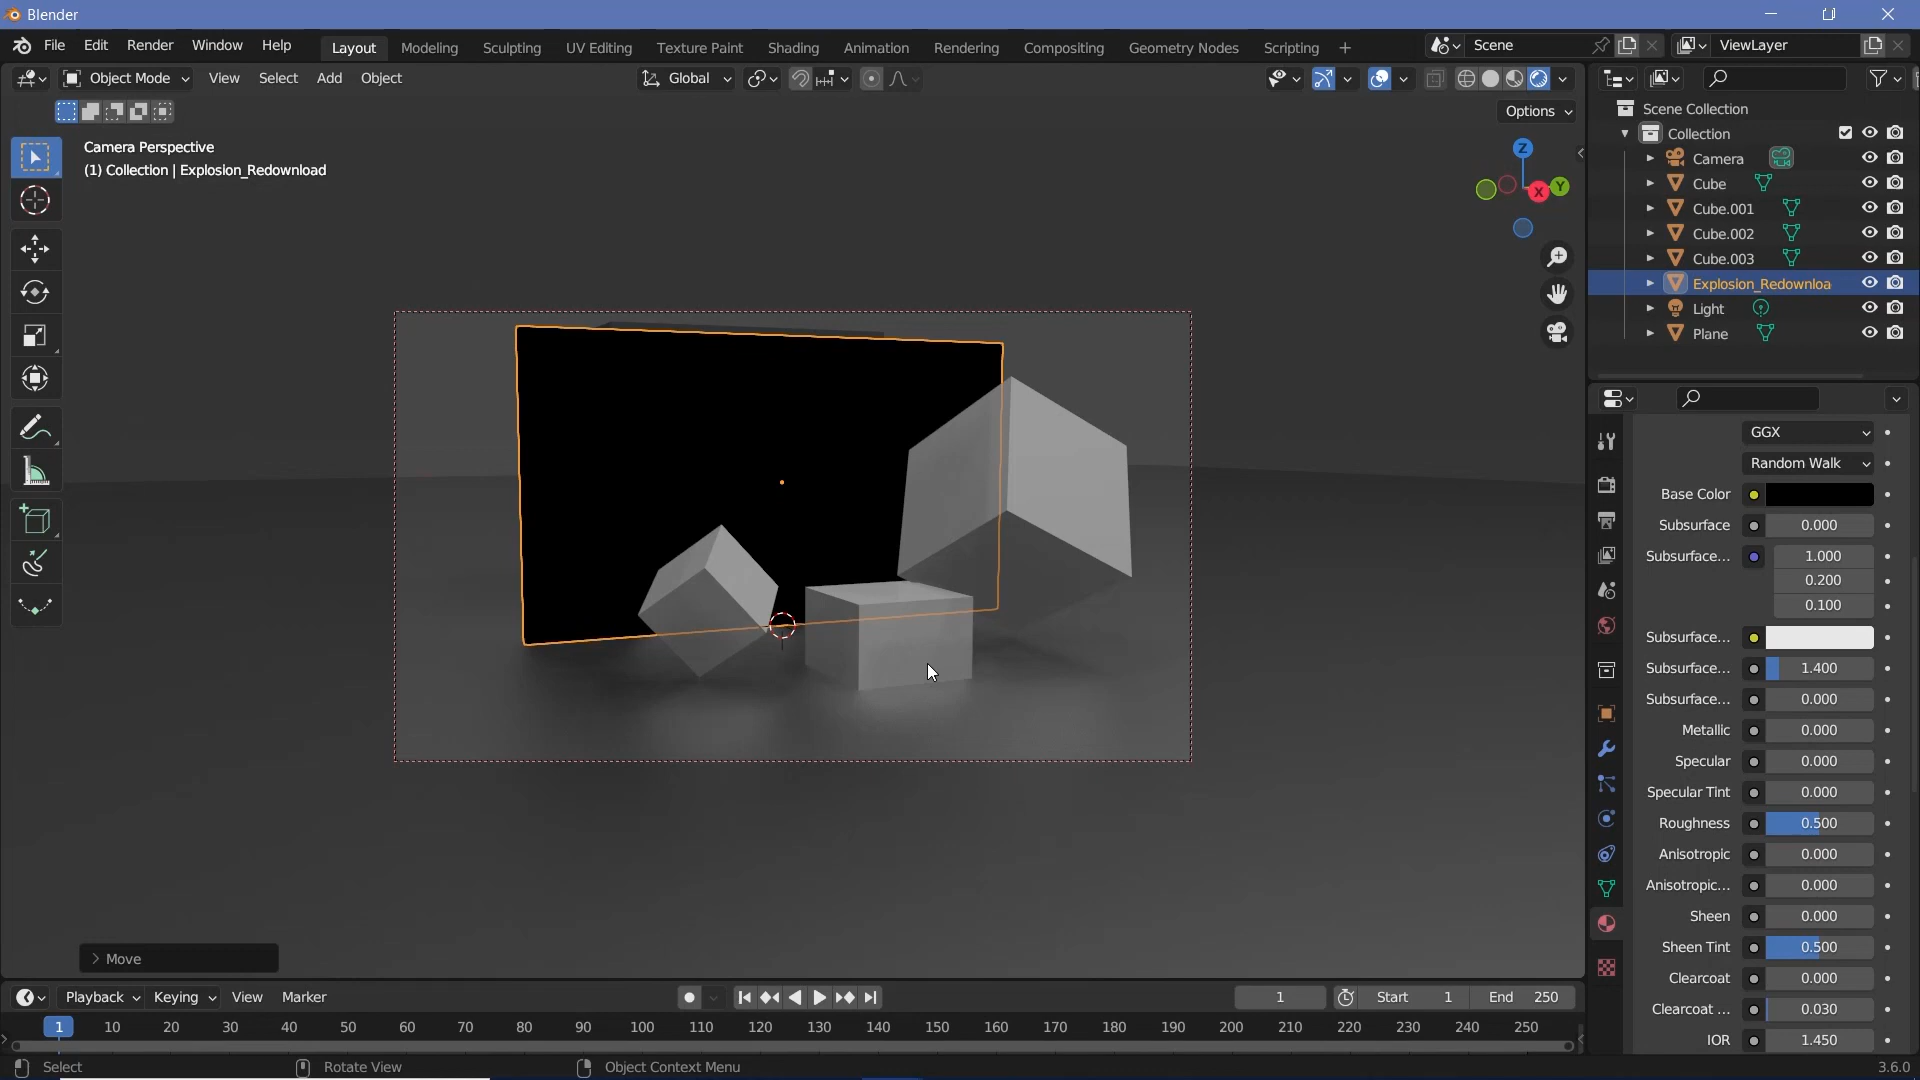 Blender
File Edit Render Window Help Layout Modeling Sculpting UV Editing Texture Paint Shading Animation Rendering Compositing Geometry Nodes Scripting + Scene ViewLayer
Object Mode View Select Add Object Global
Options
Camera Perspective
(1) Collection | Explosion_Redownload
Z
X
Y
Scene Collection
Collection
Camera
Cube
Cube.001
Cube.002
Cube.003
Explosion_Redownloa
Light
Plane
GGX
Random Walk
Base Color
Subsurface 0.000
Subsurface... 1.000
0.200
0.100
Subsurface...
Subsurface... 1.400
Subsurface... 0.000
Metallic 0.000
Specular 0.000
Specular Tint 0.000
Roughness 0.500
Anisotropic 0.000
Anisotropic... 0.000
Sheen 0.000
Sheen Tint 0.500
Clearcoat 0.000
Clearcoat ... 0.030
IOR 1.450
Move
Playback Keying View Marker 1 Start 1 End 250
1 10 20 30 40 50 60 70 80 90 100 110 120 130 140 150 160 170 180 190 200 210 220 230 240 250
Select Rotate View Object Context Menu 3.6.0